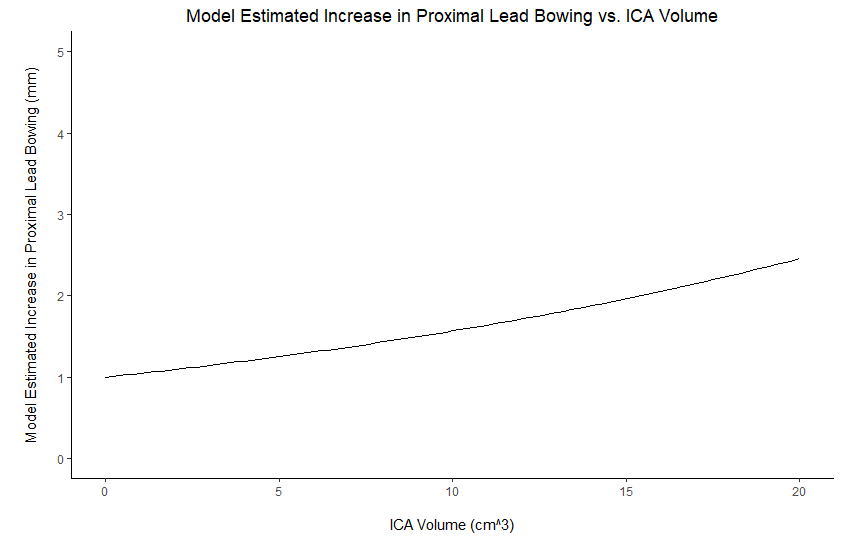 Model Estimated Increase in Proximal Lead Bowing vs. ICA Volume
Model Estimated Increase in Proximal Lead Bowing (mm)
5
4
3
2
1
0
0 5 10 15 20
ICA Volume (cm^3)